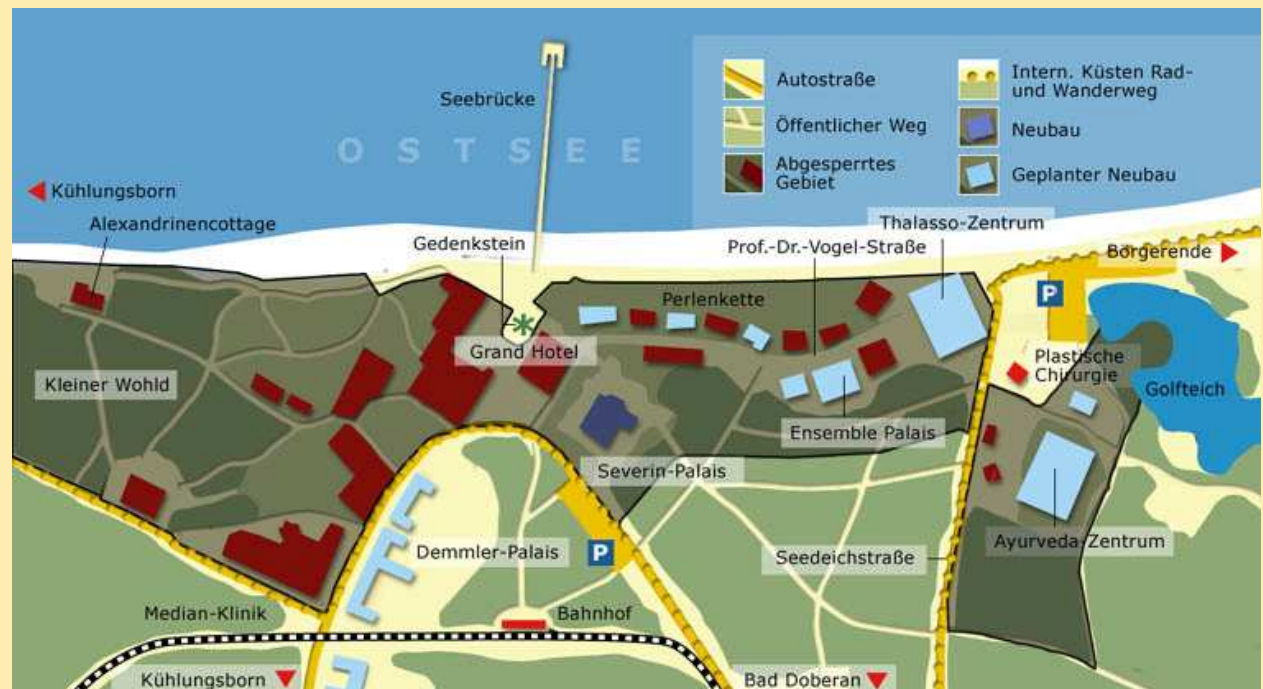 Seebrücke
OSTSEE
Autostraße
Öffentlicher Weg
Abgesperrtes
Gebiet
Intern. Küsten Rad-
und Wanderweg
Neubau
Geplanter Neubau
Kühlungsborn
Alexandrinencottage
Gedenkstein
Prof.-Dr.-Vogel-Straße
Thalasso-Zentrum
Börgerende
P
Perlenkette
Grand Hotel
Kleiner Wohld
Plastische
Chirurgie
Golfteich
Ensemble Palais
Severin-Palais
Demmler-Palais
P
Seedeichstraße
Ayurveda-Zentrum
Median-Klinik
Bahnhof
Kühlungsborn
Bad Doberan